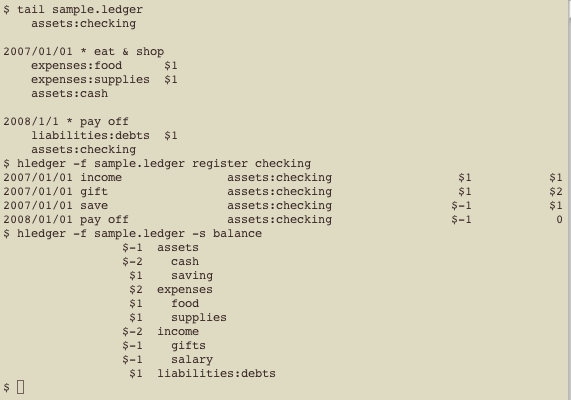 $ tail sample.ledger
    assets:checking

2007/01/01 * eat & shop
    expenses:food      $1
    expenses:supplies  $1
    assets:cash

2008/1/1 * pay off
    liabilities:debts  $1
    assets:checking
$ hledger -f sample.ledger register checking
2007/01/01 income               assets:checking                  $1           $1
2007/01/01 gift                 assets:checking                  $1           $2
2007/01/01 save                 assets:checking                 $-1           $1
2008/01/01 pay off              assets:checking                 $-1            0
$ hledger -f sample.ledger -s balance
                 $-1  assets
                 $-2    cash
                  $1    saving
                  $2  expenses
                  $1    food
                  $1    supplies
                 $-2  income
                 $-1    gifts
                 $-1    salary
                  $1  liabilities:debts
$